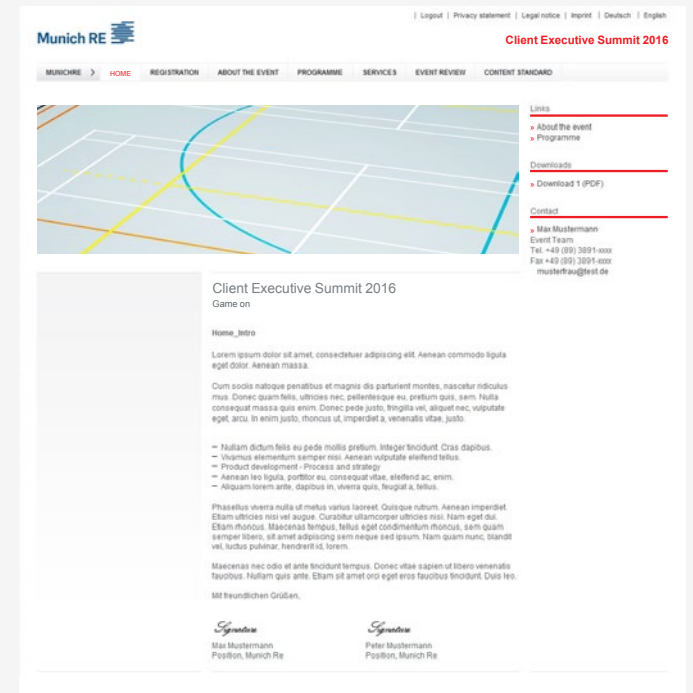 | Logout | Privacy statement | Legal notice | Imprint | Deutsch | English
Munich RE
Client Executive Summit 2016
MUNICHRE > HOME REGISTRATION ABOUT THE EVENT PROGRAMME SERVICES EVENT REVIEW CONTENT STANDARD
Links
» About the event
» Programme
Downloads
» Download 1 (PDF)
Contact
» Max Mustermann
Event Team
Tel. +49 (89) 3891-xxxx
Fax +49 (89) 3891-xxxx
musterfrau@test.de
Client Executive Summit 2016
Game on
Home_Intro
Lorem ipsum dolor sit amet, consectetuer adipiscing elit. Aenean commodo ligula
eget dolor. Aenean massa.
Cum sociis natoque penatibus et magnis dis parturient montes, nascetur ridiculus
mus. Donec quam felis, ultricies nec, pellentesque eu, pretium quis, sem. Nulla
consequat massa quis enim. Donec pede justo, fringilla vel, aliquet nec, vulputate
eget, arcu. In enim justo, rhoncus ut, imperdiet a, venenatis vitae, justo.
– Nullam dictum felis eu pede mollis pretium. Integer tincidunt. Cras dapibus.
– Vivamus elementum semper nisi. Aenean vulputate eleifend tellus.
– Product development - Process and strategy
– Aenean leo ligula, porttitor eu, consequat vitae, eleifend ac, enim.
– Aliquam lorem ante, dapibus in, viverra quis, feugiat a, tellus.
Phasellus viverra nulla ut metus varius laoreet. Quisque rutrum. Aenean imperdiet.
Etiam ultricies nisi vel augue. Curabitur ullamcorper ultricies nisi. Nam eget dui.
Etiam rhoncus. Maecenas tempus, tellus eget condimentum rhoncus, sem quam
semper libero, sit amet adipiscing sem neque sed ipsum. Nam quam nunc, blandit
vel, luctus pulvinar, hendrerit id, lorem.
Maecenas nec odio et ante tincidunt tempus. Donec vitae sapien ut libero venenatis
faucibus. Nullam quis ante. Etiam sit amet orci eget eros faucibus tincidunt. Duis leo.
Mit freundlichen Grüßen,
Signature Signature
Max Mustermann Peter Mustermann
Position, Munich Re Position, Munich Re